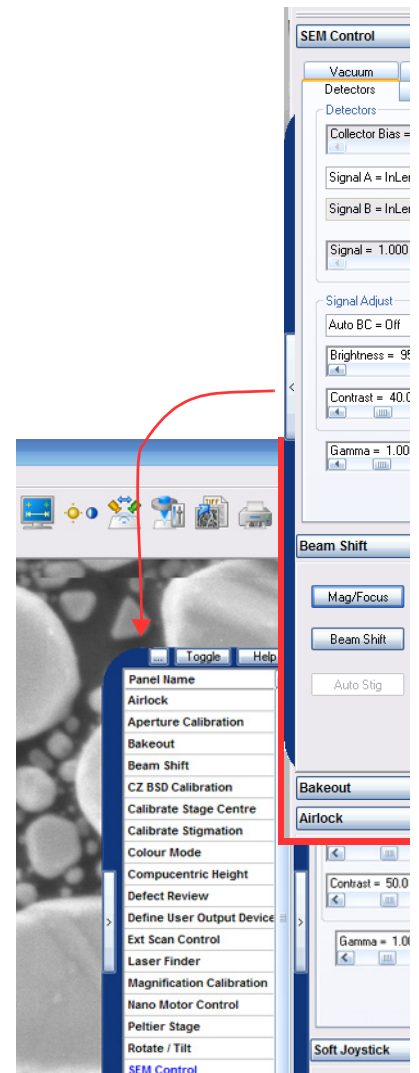 SEM Control
Vacuum
Detectors
Detectors
Collector Bias =
Signal A = InLen
Signal B = InLen
Signal = 1.000
Signal Adjust
Auto BC = Off
Brightness = 95
Contrast = 40.0
Gamma = 1.00
TIFF
Beam Shift
Mag/Focus
Beam Shift
Auto Stig
... Toggle Help
Panel Name
Airlock
Aperture Calibration
Bakeout
Beam Shift
CZ BSD Calibration
Calibrate Stage Centre
Calibrate Stigmation
Colour Mode
Compucentric Height
Defect Review
Define User Output Device
Ext Scan Control
Laser Finder
Magnification Calibration
Nano Motor Control
Peltier Stage
Rotate / Tilt
SEM Control
Bakeout
Airlock
Contrast = 50.0
Gamma = 1.00
Soft Joystick